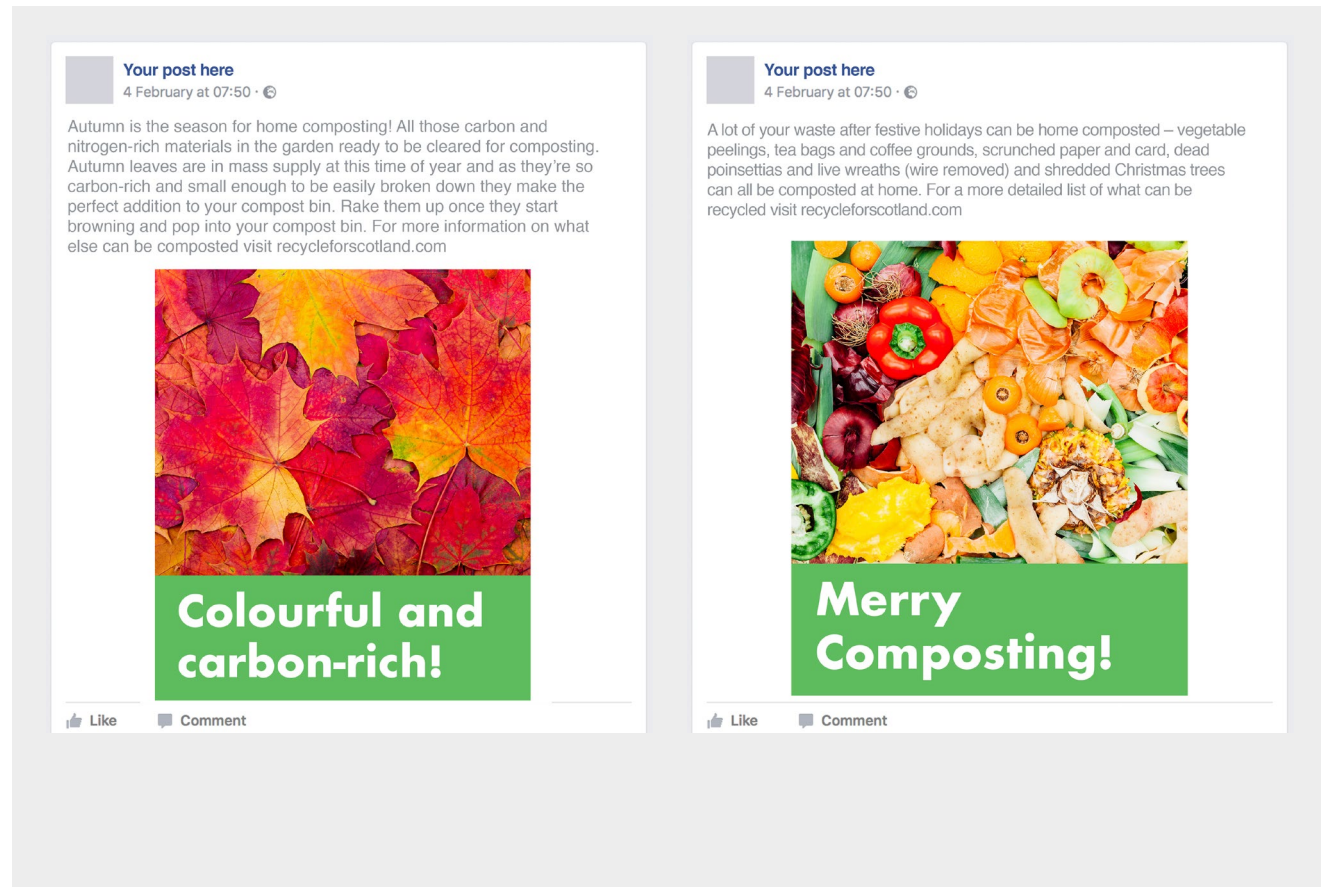 Your post here
4 February at 07:50 ·
Autumn is the season for home composting! All those carbon and
nitrogen-rich materials in the garden ready to be cleared for composting.
Autumn leaves are in mass supply at this time of year and as they're so
carbon-rich and small enough to be easily broken down they make the
perfect addition to your compost bin. Rake them up once they start
browning and pop into your compost bin. For more information on what
else can be composted visit recycleforscotland.com
Colourful and
carbon-rich!
Like Comment
Your post here
4 February at 07:50 ·
A lot of your waste after festive holidays can be home composted – vegetable
peelings, tea bags and coffee grounds, scrunched paper and card, dead
poinsettias and live wreaths (wire removed) and shredded Christmas trees
can all be composted at home. For a more detailed list of what can be
recycled visit recycleforscotland.com
Merry
Composting!
Like Comment